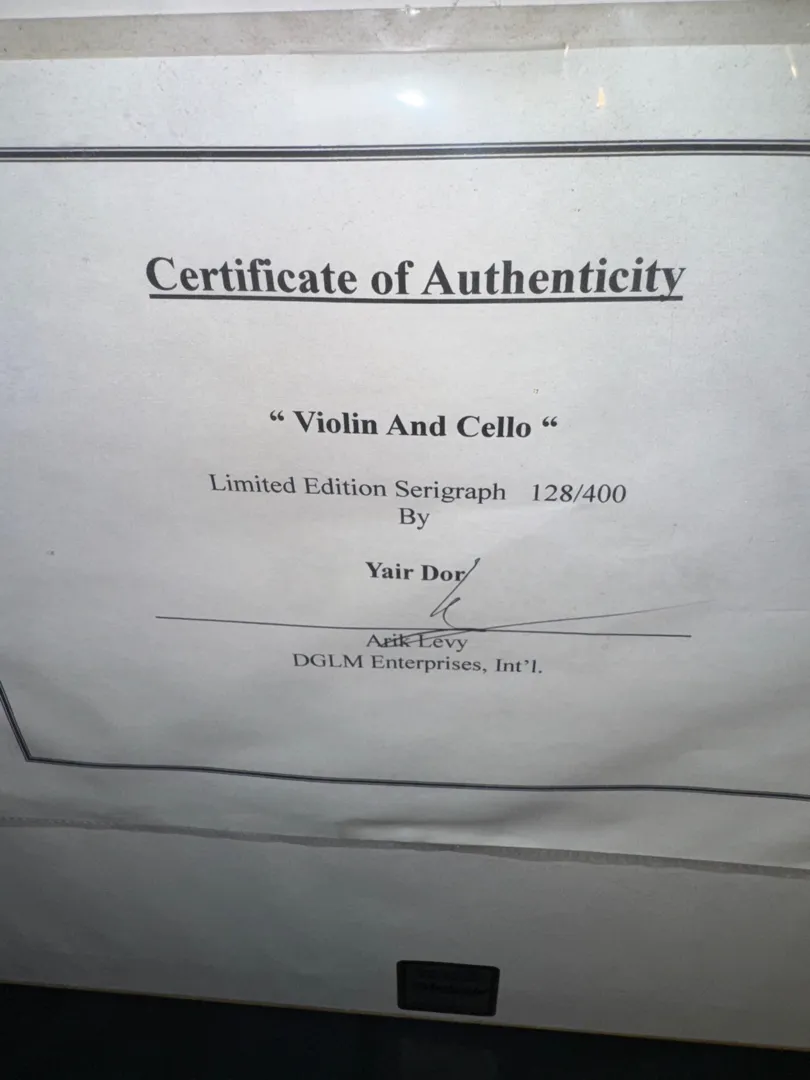 Certificate of Authenticity
“ Violin And Cello “
Limited Edition Serigraph 128/400
By
Yair Dor
Arik Levy
DGLM Enterprises, Int’l.